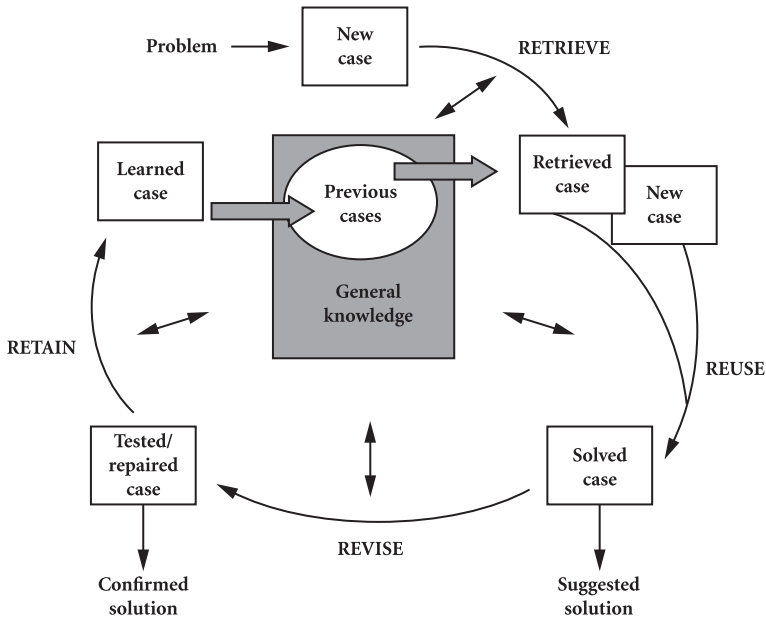 Problem
New
case
RETRIEVE
Learned
case
Previous
cases
Retrieved
case
New
case
General
knowledge
RETAIN
REUSE
Tested/
repaired
case
Solved
case
REVISE
Confirmed
solution
Suggested
solution